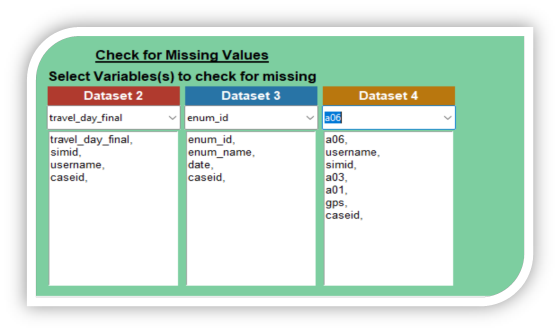 Check for Missing Values
Select Variables(s) to check for missing
Dataset 2 Dataset 3 Dataset 4
travel_day_final enum_id a06
travel_day_final,
simid,
username,
caseid,
enum_id,
enum_name,
date,
caseid,
a06,
username,
simid,
a03,
a01,
gps,
caseid,